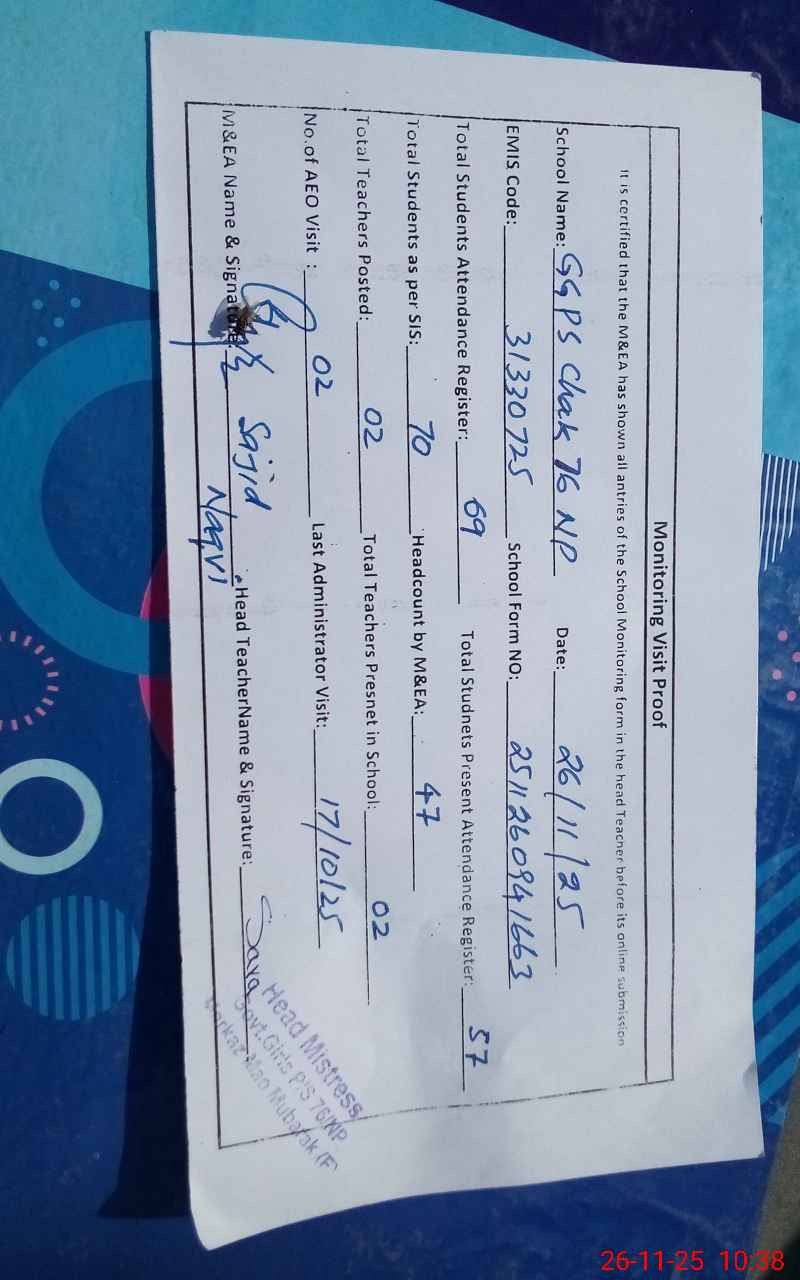 Monitoring Visit Proof
It is certified that the M&EA has shown all antries of the School Monitoring form in the head Teacher before its online submission
School Name: GGPS Chak 76 NP Date: 26/11/25
EMIS Code: 31330725 School Form NO: 2511260941663
Total Students Attendance Register: 69 Total Studnets Present Attendance Register: 57
Total Students as per SIS: 70 Headcount by M&EA: 47
Total Teachers Posted: 02 Total Teachers Presnet in School: 02
No.of AEO Visit : 02 Last Administrator Visit: 17/10/25
M&EA Name & Signature: Sajid Naqvi Head TeacherName & Signature: Sara
Head Mistress
Govt.Girls P/S 76/NP
Markaz Mao Mubarak (F)
26-11-25 10:38